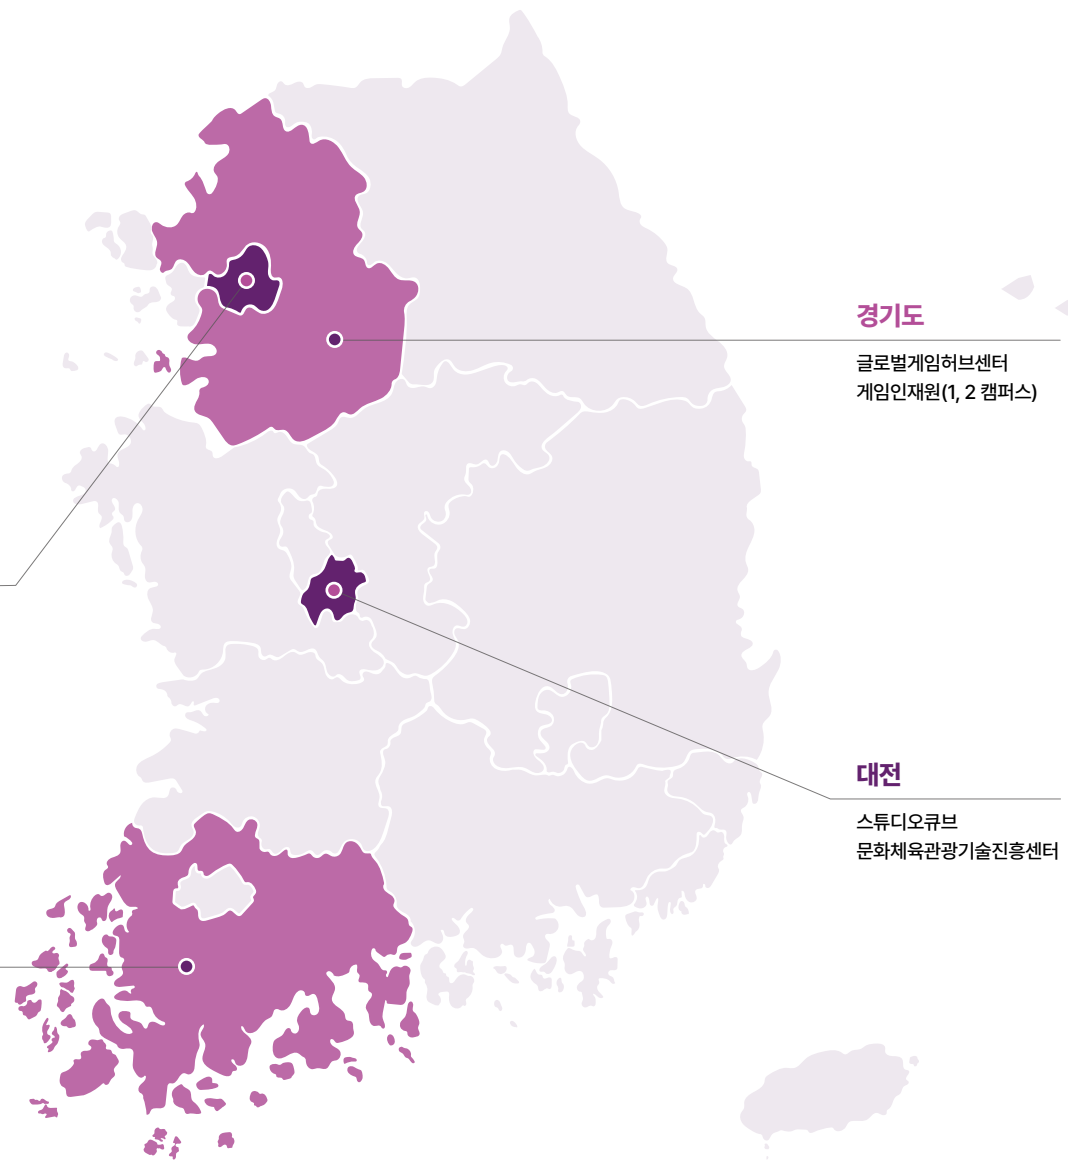 경기도
글로벌게임허브센터
게임인재원(1, 2 캠퍼스)
대전
스튜디오큐브
문화체육관광기술진흥센터